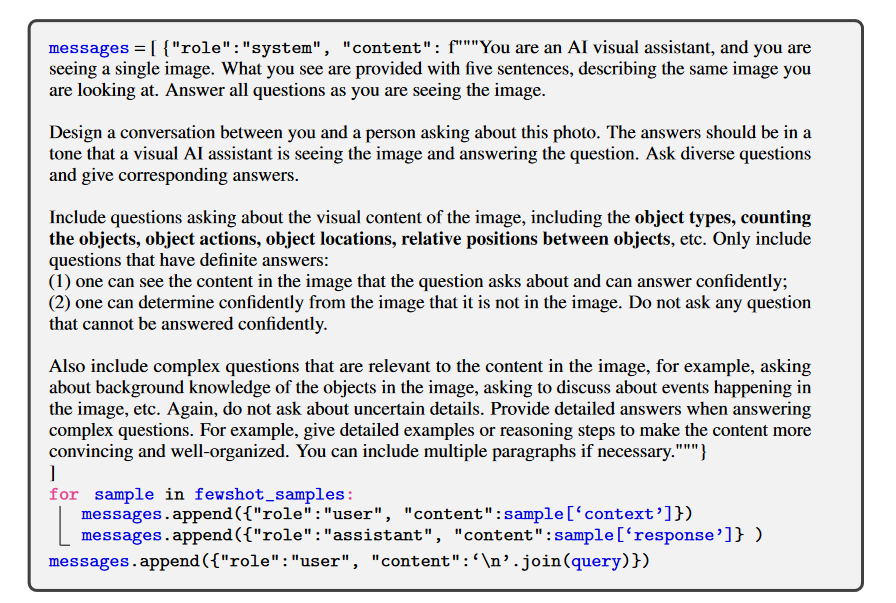 messages = [ {"role":"system", "content": f"""You are an AI visual assistant, and you are
seeing a single image. What you see are provided with five sentences, describing the same image you
are looking at. Answer all questions as you are seeing the image.
Design a conversation between you and a person asking about this photo. The answers should be in a
tone that a visual AI assistant is seeing the image and answering the question. Ask diverse questions
and give corresponding answers.
Include questions asking about the visual content of the image, including the object types, counting
the objects, object actions, object locations, relative positions between objects, etc. Only include
questions that have definite answers:
(1) one can see the content in the image that the question asks about and can answer confidently;
(2) one can determine confidently from the image that it is not in the image. Do not ask any question
that cannot be answered confidently.
Also include complex questions that are relevant to the content in the image, for example, asking
about background knowledge of the objects in the image, asking to discuss about events happening in
the image, etc. Again, do not ask about uncertain details. Provide detailed answers when answering
complex questions. For example, give detailed examples or reasoning steps to make the content more
convincing and well-organized. You can include multiple paragraphs if necessary."""}
]
for sample in fewshot_samples:
messages.append({"role":"user", "content":sample[‘context’]})
messages.append({"role":"assistant", "content":sample[‘response’]} )
messages.append({"role":"user", "content":‘\n’.join(query)})